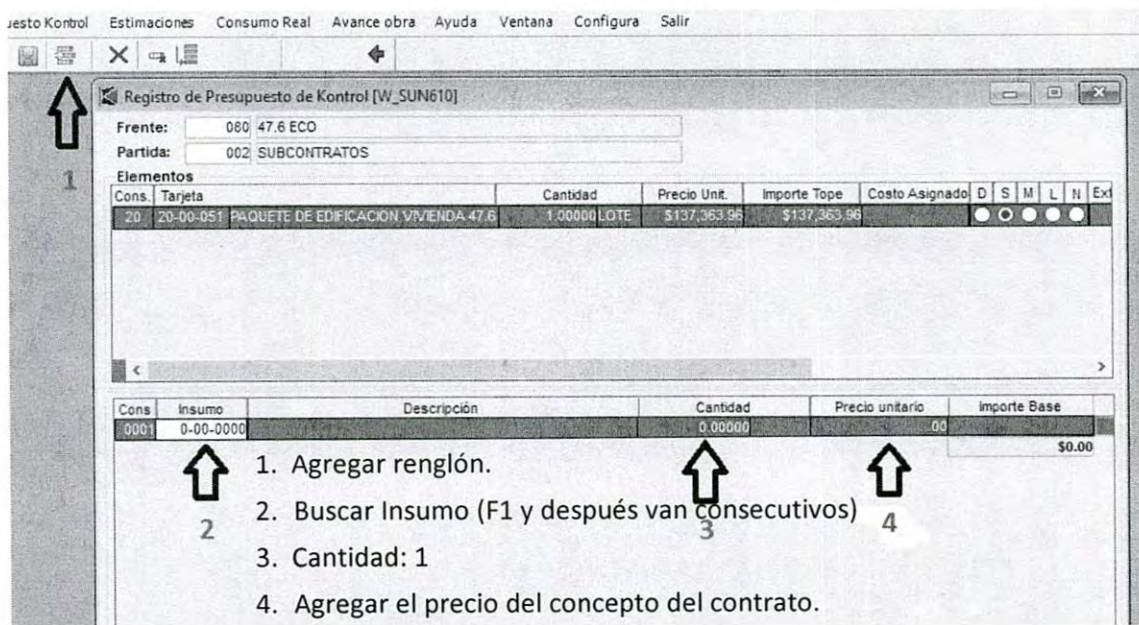 uesto Kontrol Estimaciones Consumo Real Avance obra Ayuda Ventana Configura Salir
Registro de Presupuesto de Kontrol [W_SUN610]
Frente: 080 47.6 ECO
Partida: 002 SUBCONTRATOS
1
Elementos
Cons. Tarjeta Cantidad Precio Unit. Importe Tope Costo Asignado D S M L N Ext
20 20-00-051 PAQUETE DE EDIFICACION VIVIENDA 47.6 1.00000 LOTE $137,363.96 $137,363.96
Cons Insumo Descripción Cantidad Precio unitario Importe Base
0001 0-00-0000 0.00000 00
$0.00
1. Agregar renglón.
2. Buscar Insumo (F1 y después van consecutivos)
2 3 4
3. Cantidad: 1
4. Agregar el precio del concepto del contrato.